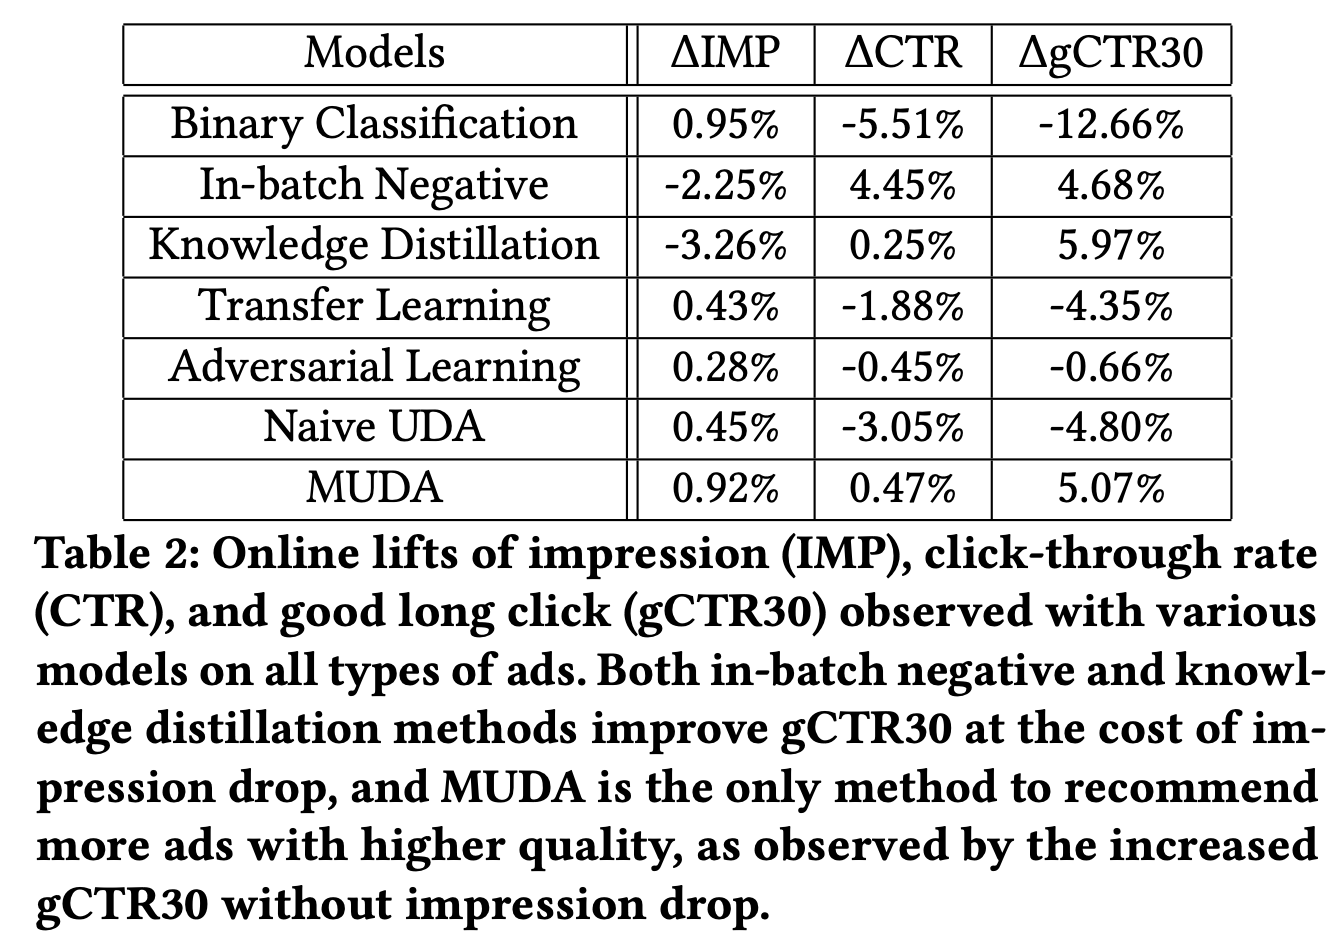 Models ΔIMP ΔCTR ΔgCTR30
Binary Classification 0.95% -5.51% -12.66%
In-batch Negative -2.25% 4.45% 4.68%
Knowledge Distillation -3.26% 0.25% 5.97%
Transfer Learning 0.43% -1.88% -4.35%
Adversarial Learning 0.28% -0.45% -0.66%
Naive UDA 0.45% -3.05% -4.80%
MUDA 0.92% 0.47% 5.07%
Table 2: Online lifts of impression (IMP), click-through rate
(CTR), and good long click (gCTR30) observed with various
models on all types of ads. Both in-batch negative and knowl-
edge distillation methods improve gCTR30 at the cost of im-
pression drop, and MUDA is the only method to recommend
more ads with higher quality, as observed by the increased
gCTR30 without impression drop.